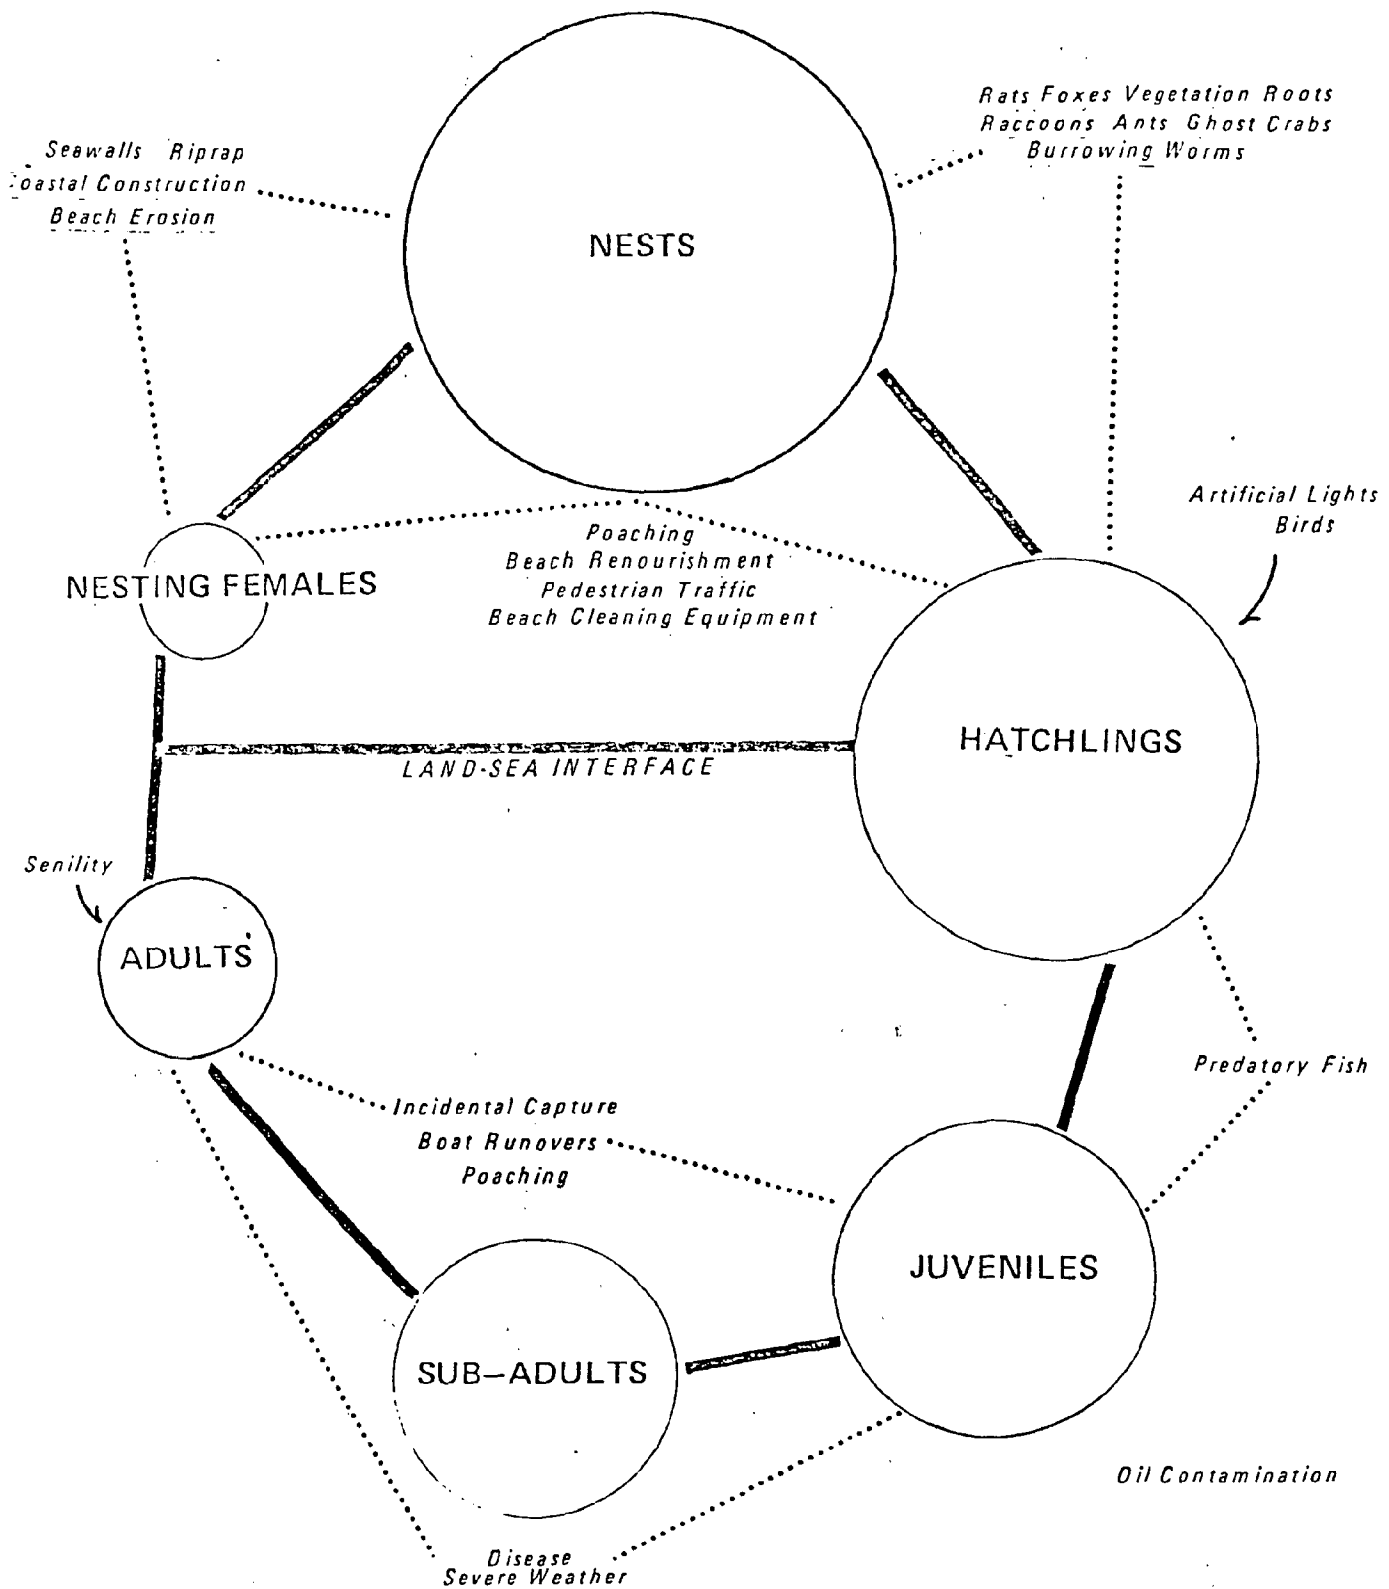 Rats Foxes Vegetation Roots
Raccoons Ants Ghost Crabs
Burrowing Worms
Seawalls Riprap
Coastal Construction
Beach Erosion
NESTS
Artificial Lights
Birds
Poaching
Beach Renourishment
Pedestrian Traffic
Beach Cleaning Equipment
NESTING FEMALES
HATCHLINGS
LAND-SEA INTERFACE
Senility
ADULTS
Predatory Fish
Incidental Capture
Boat Runovers
Poaching
JUVENILES
SUB-ADULTS
Oil Contamination
Disease
Severe Weather